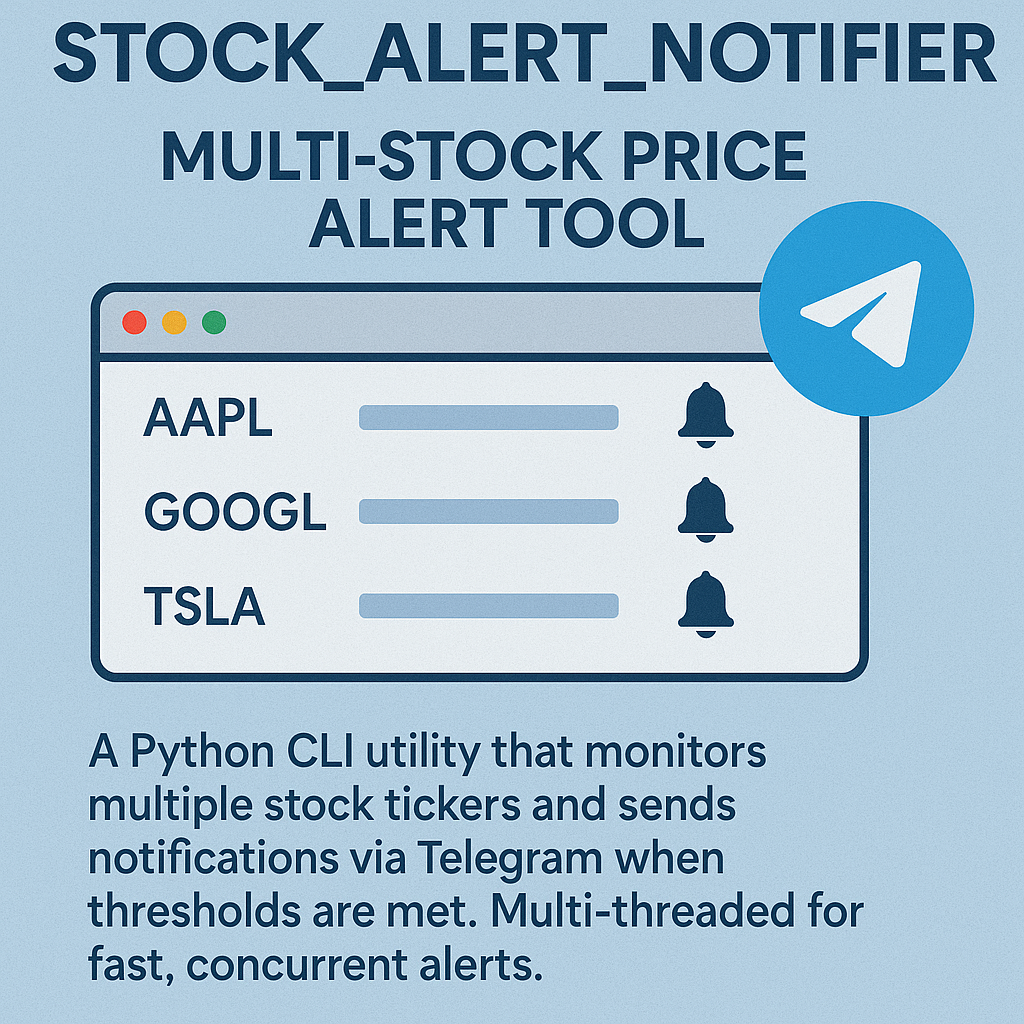 STOCK_ALERT_NOTIFIER
MULTI-STOCK PRICE
ALERT TOOL
AAPL
GOOGL
TSLA
A Python CLI utility that monitors
multiple stock tickers and sends
notifications via Telegram when
thresholds are met. Multi-threaded for
fast, concurrent alerts.